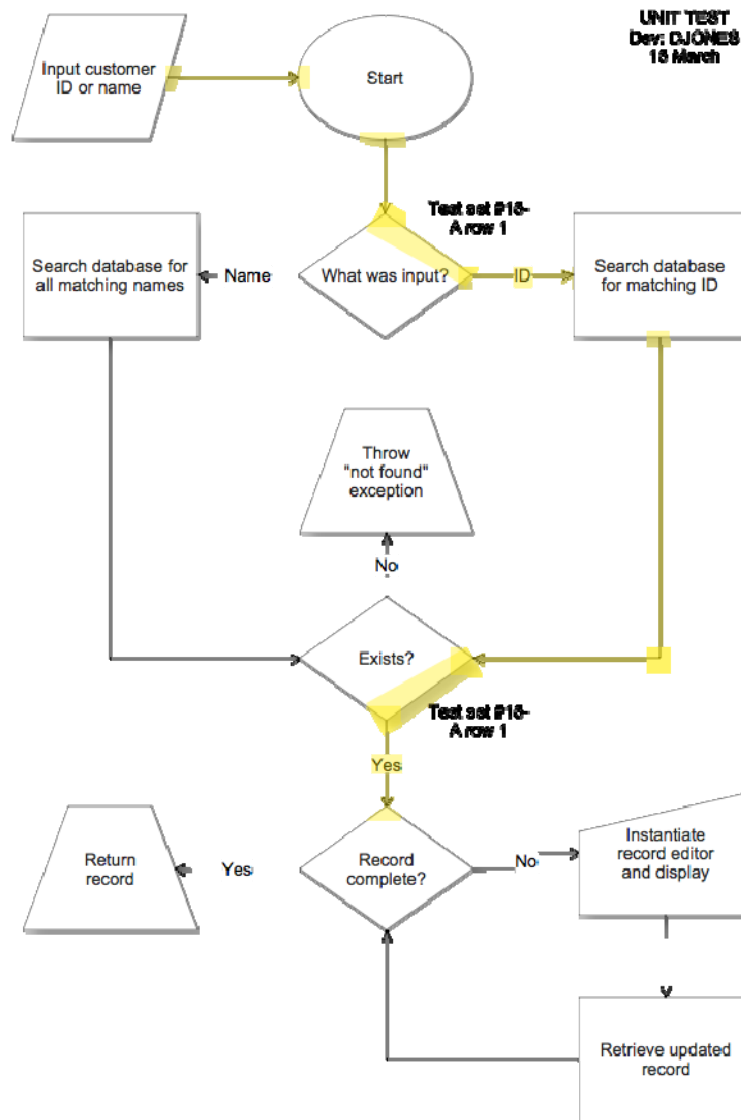 UNIT TEST
Dev: DJONES
15 March
Input customer
ID or name
Start
Test set #15-
A row 1
Search database for
all matching names
Name
What was input?
ID
Search database
for matching ID
Throw
"not found"
exception
No
Exists?
Test set #15-
A row 1
Yes
Return
record
Yes
Record
complete?
No
Instantiate
record editor
and display
Retrieve updated
record